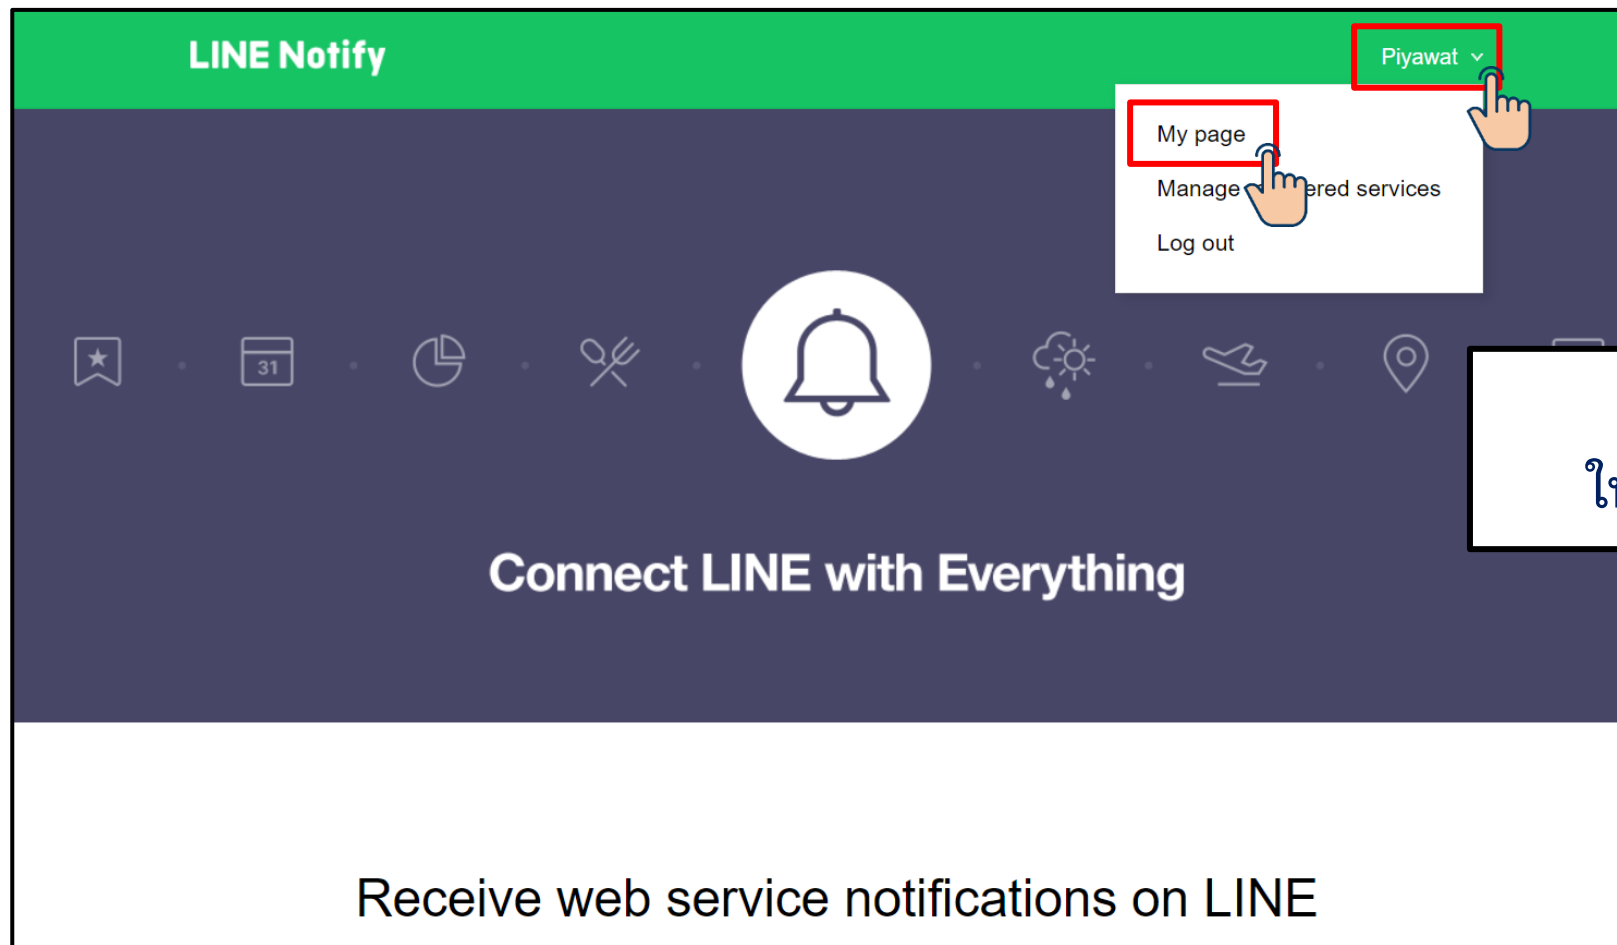 LINE Notify
Piyawat
My page
Manage ered services
Log out
31
Connect LINE with Everything
Receive web service notifications on LINE